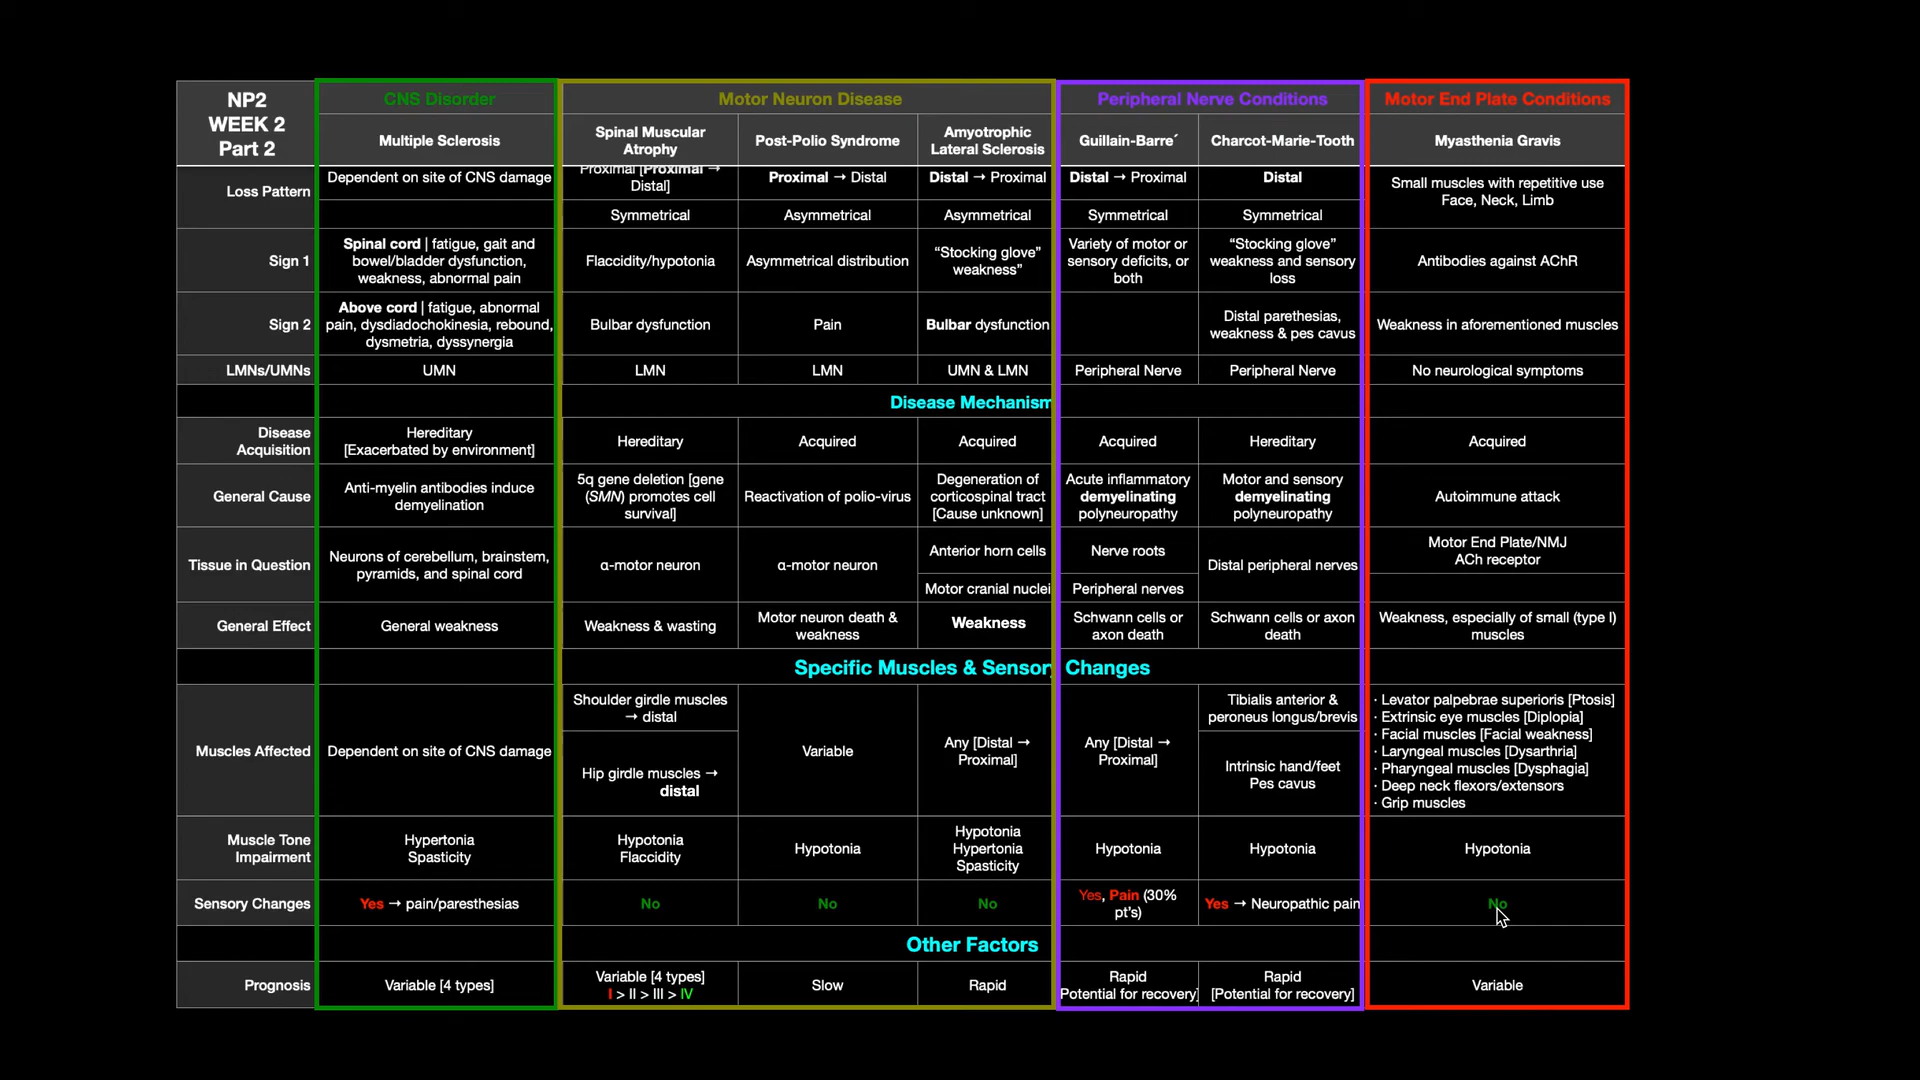 NP2
WEEK 2
Part 2
CNS Disorder
Motor Neuron Disease
Peripheral Nerve Conditions
Motor End Plate Conditions
Multiple Sclerosis
Spinal Muscular
Atrophy
Post-Polio Syndrome
Amyotrophic
Lateral Sclerosis
Guillain-Barre´
Charcot-Marie-Tooth
Myasthenia Gravis
Loss Pattern
Dependent on site of CNS damage
Proximal [Proximal →
Distal]
Proximal → Distal
Distal → Proximal
Distal → Proximal
Distal
Small muscles with repetitive use
Face, Neck, Limb
Symmetrical
Asymmetrical
Asymmetrical
Symmetrical
Symmetrical
Sign 1
Spinal cord | fatigue, gait and
bowel/bladder dysfunction,
weakness, abnormal pain
Flaccidity/hypotonia
Asymmetrical distribution
“Stocking glove”
weakness”
Variety of motor or
sensory deficits, or
both
“Stocking glove”
weakness and sensory
loss
Antibodies against AChR
Sign 2
Above cord | fatigue, abnormal
pain, dysdiadochokinesia, rebound,
dysmetria, dyssynergia
Bulbar dysfunction
Pain
Bulbar dysfunction
Distal parethesias,
weakness & pes cavus
Weakness in aforementioned muscles
LMNs/UMNs
UMN
LMN
LMN
UMN & LMN
Peripheral Nerve
Peripheral Nerve
No neurological symptoms
Disease Mechanism
Disease
Acquisition
Hereditary
[Exacerbated by environment]
Hereditary
Acquired
Acquired
Acquired
Hereditary
Acquired
General Cause
Anti-myelin antibodies induce
demyelination
5q gene deletion [gene
(SMN) promotes cell
survival]
Reactivation of polio-virus
Degeneration of
corticospinal tract
[Cause unknown]
Acute inflammatory
demyelinating
polyneuropathy
Motor and sensory
demyelinating
polyneuropathy
Autoimmune attack
Tissue in Question
Neurons of cerebellum, brainstem,
pyramids, and spinal cord
α-motor neuron
α-motor neuron
Anterior horn cells
Motor cranial nuclei
Nerve roots
Peripheral nerves
Distal peripheral nerves
Motor End Plate/NMJ
ACh receptor
General Effect
General weakness
Weakness & wasting
Motor neuron death &
weakness
Weakness
Schwann cells or
axon death
Schwann cells or axon
death
Weakness, especially of small (type I)
muscles
Specific Muscles & Sensory Changes
Muscles Affected
Dependent on site of CNS damage
Shoulder girdle muscles
→ distal
Hip girdle muscles →
distal
Variable
Any [Distal →
Proximal]
Any [Distal →
Proximal]
Tibialis anterior &
peroneus longus/brevis
Intrinsic hand/feet
Pes cavus
· Levator palpebrae superioris [Ptosis]
· Extrinsic eye muscles [Diplopia]
· Facial muscles [Facial weakness]
· Laryngeal muscles [Dysarthria]
· Pharyngeal muscles [Dysphagia]
· Deep neck flexors/extensors
· Grip muscles
Muscle Tone
Impairment
Hypertonia
Spasticity
Hypotonia
Flaccidity
Hypotonia
Hypotonia
Hypertonia
Spasticity
Hypotonia
Hypotonia
Hypotonia
Sensory Changes
Yes → pain/paresthesias
No
No
No
Yes, Pain (30%
pt's)
Yes → Neuropathic pain
No
Other Factors
Prognosis
Variable [4 types]
Variable [4 types]
I > II > III > IV
Slow
Rapid
Rapid
Potential for recovery]
Rapid
[Potential for recovery]
Variable